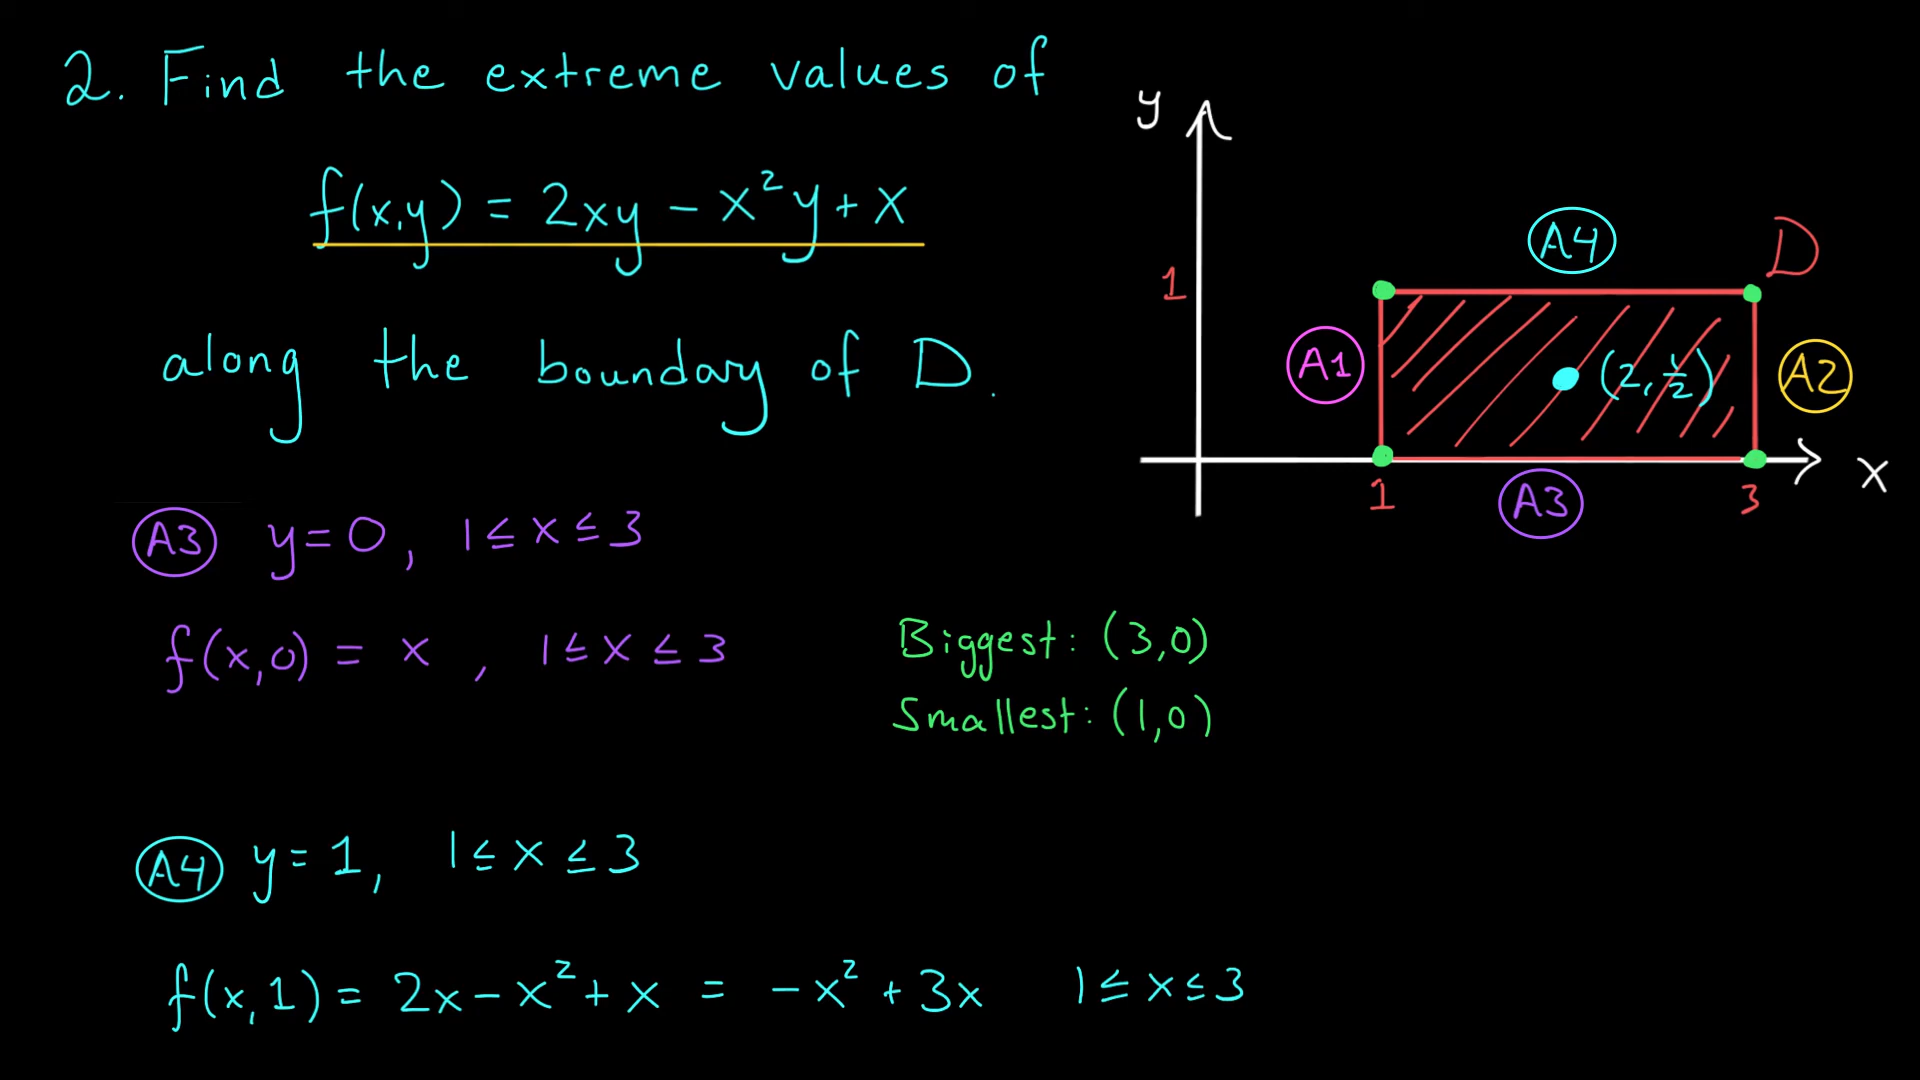 2. Find the extreme values of
f(x,y) = 2xy - x²y + x
along the boundary of D.
y
1
A4
D
A1
(2, ½)
A2
1
A3
3
x
A3 y=0, 1 ≤ x ≤ 3
f(x,0) = x , 1 ≤ x ≤ 3
Biggest: (3,0)
Smallest: (1,0)
A4 y=1, 1 ≤ x ≤ 3
f(x,1) = 2x - x² + x = -x² + 3x 1 ≤ x ≤ 3